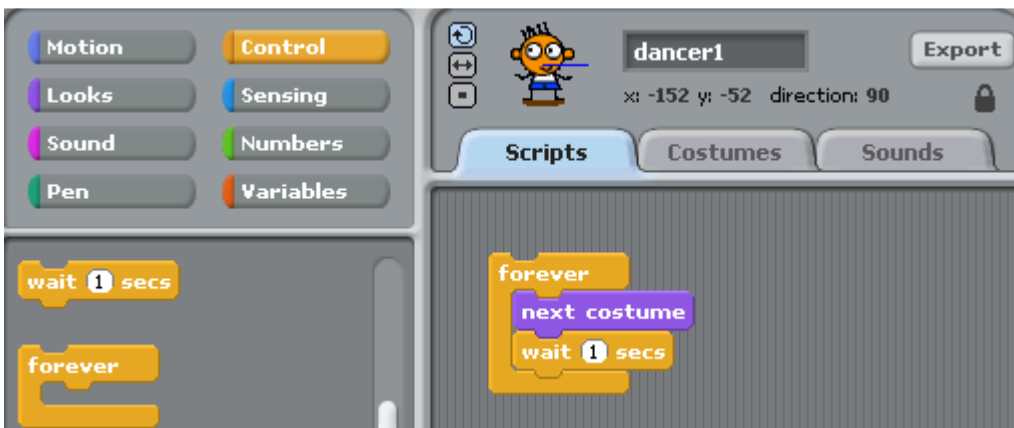 Motion
Control
Looks
Sensing
Sound
Numbers
Pen
Variables
wait 1 secs
forever
dancer1
Export
x: -152 y: -52 direction: 90
Scripts
Costumes
Sounds
forever
next costume
wait 1 secs